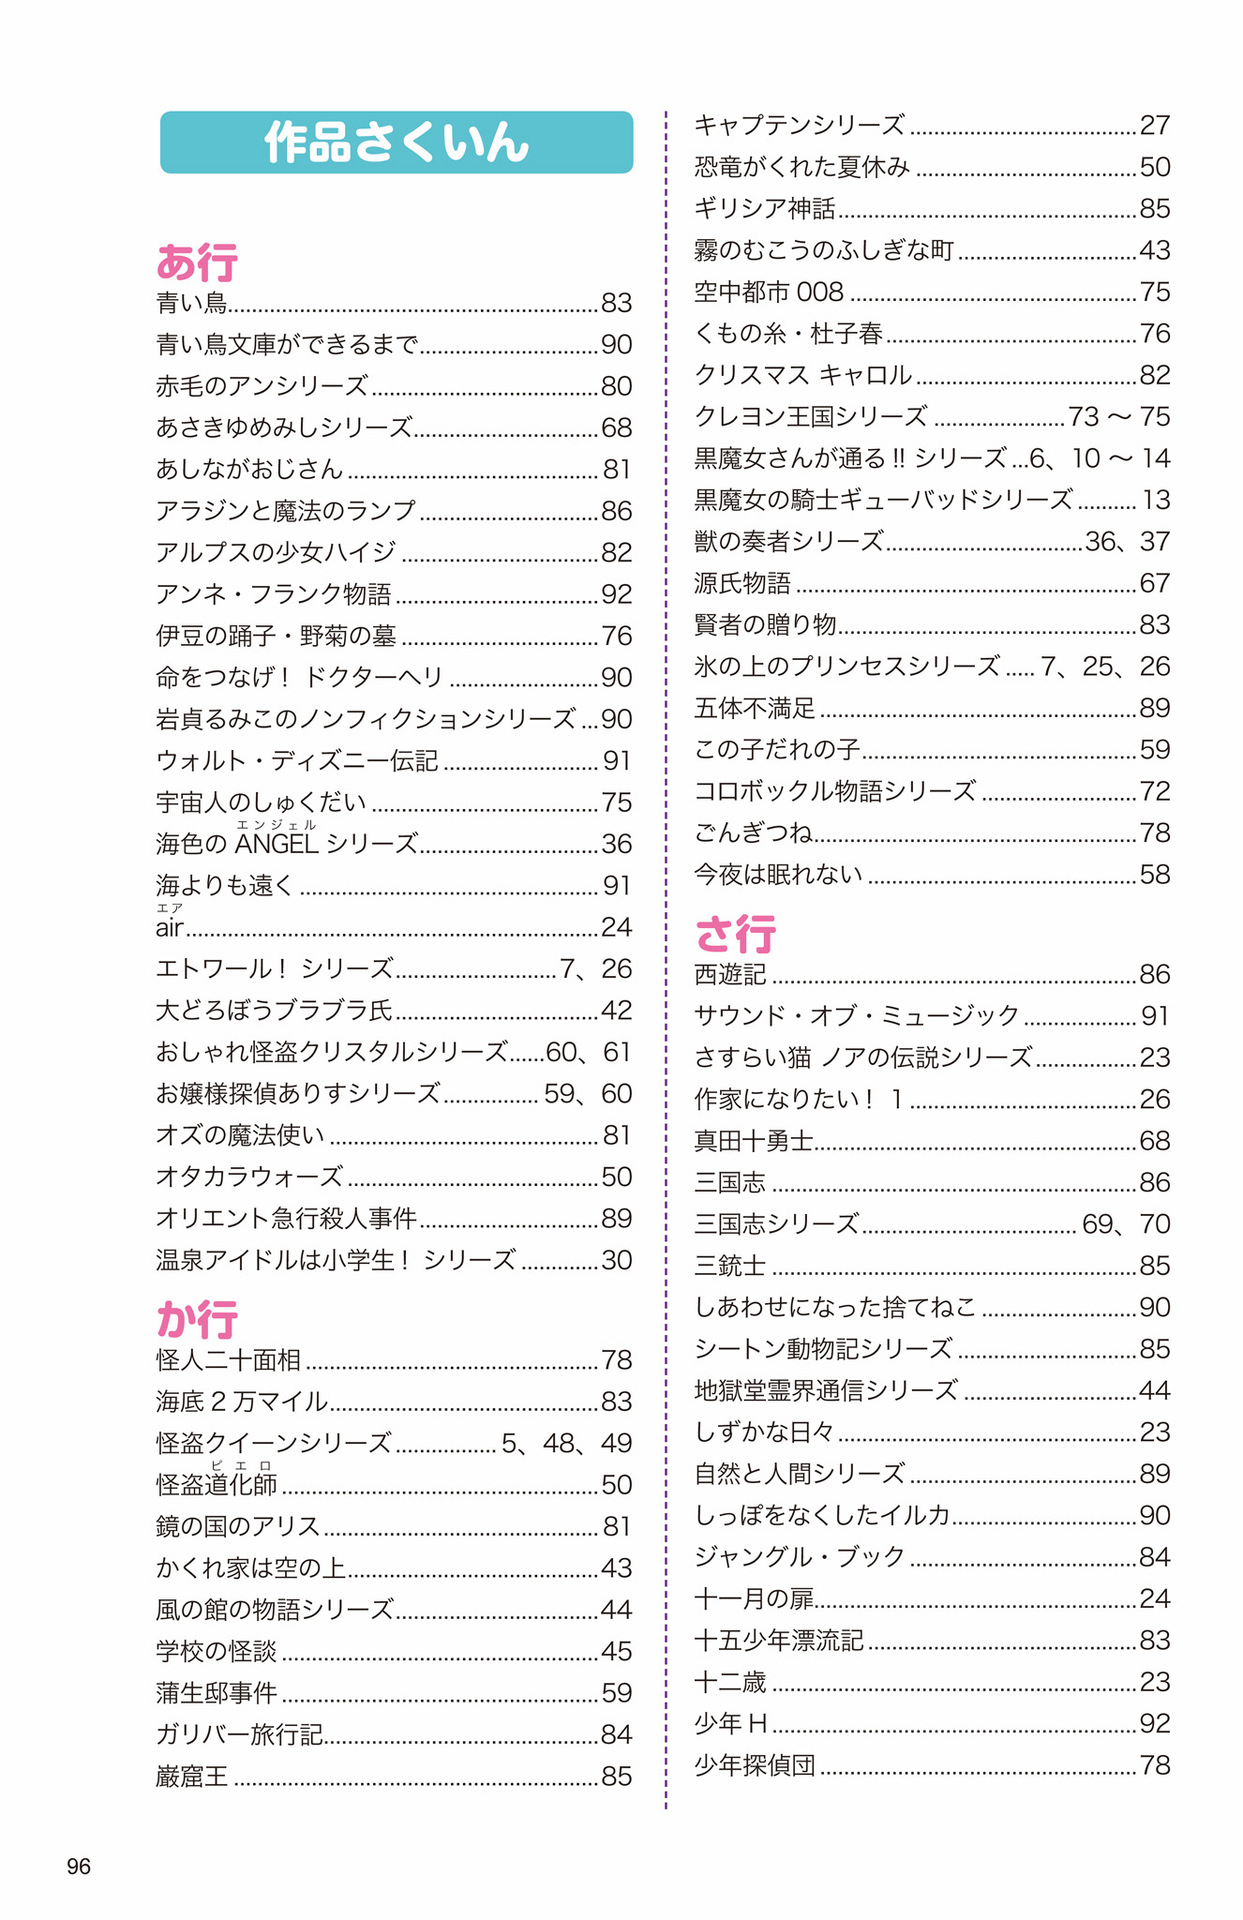 作品さくいん
あ行
青い鳥..........83
青い鳥文庫ができるまで..........90
赤毛のアンシリーズ..........80
あさきゆめみしシリーズ..........68
あしながおじさん..........81
アラジンと魔法のランプ..........86
アルプスの少女ハイジ..........82
アンネ・フランク物語..........92
伊豆の踊子・野菊の墓..........76
命をつなげ！ ドクターヘリ..........90
岩貞るみこのノンフィクションシリーズ...90
ウォルト・ディズニー伝記..........91
宇宙人のしゅくだい..........75
エンジェル
海色の ANGEL シリーズ..........36
海よりも遠く..........91
エア
air..........24
エトワール！ シリーズ..........7、26
大どろぼうブラブラ氏..........42
おしゃれ怪盗クリスタルシリーズ......60、61
お嬢様探偵ありすシリーズ..........59、60
オズの魔法使い..........81
オタカラウォーズ..........50
オリエント急行殺人事件..........89
温泉アイドルは小学生！ シリーズ..........30
か行
怪人二十面相..........78
海底 2 万マイル..........83
怪盗クイーンシリーズ..........5、48、49
ピエロ
怪盗道化師..........50
鏡の国のアリス..........81
かくれ家は空の上..........43
風の館の物語シリーズ..........44
学校の怪談..........45
蒲生邸事件..........59
ガリバー旅行記..........84
巌窟王..........85
キャプテンシリーズ..........27
恐竜がくれた夏休み..........50
ギリシア神話..........85
霧のむこうのふしぎな町..........43
空中都市 008..........75
くもの糸・杜子春..........76
クリスマス キャロル..........82
クレヨン王国シリーズ..........73 〜 75
黒魔女さんが通る!! シリーズ...6、10 〜 14
黒魔女の騎士ギューバッドシリーズ..........13
獣の奏者シリーズ..........36、37
源氏物語..........67
賢者の贈り物..........83
氷の上のプリンセスシリーズ.....7、25、26
五体不満足..........89
この子だれの子..........59
コロボックル物語シリーズ..........72
ごんぎつね..........78
今夜は眠れない..........58
さ行
西遊記..........86
サウンド・オブ・ミュージック..........91
さすらい猫 ノアの伝説シリーズ..........23
作家になりたい！ 1..........26
真田十勇士..........68
三国志..........86
三国志シリーズ..........69、70
三銃士..........85
しあわせになった捨てねこ..........90
シートン動物記シリーズ..........85
地獄堂霊界通信シリーズ..........44
しずかな日々..........23
自然と人間シリーズ..........89
しっぽをなくしたイルカ..........90
ジャングル・ブック..........84
十一月の扉..........24
十五少年漂流記..........83
十二歳..........23
少年 H..........92
少年探偵団..........78
96